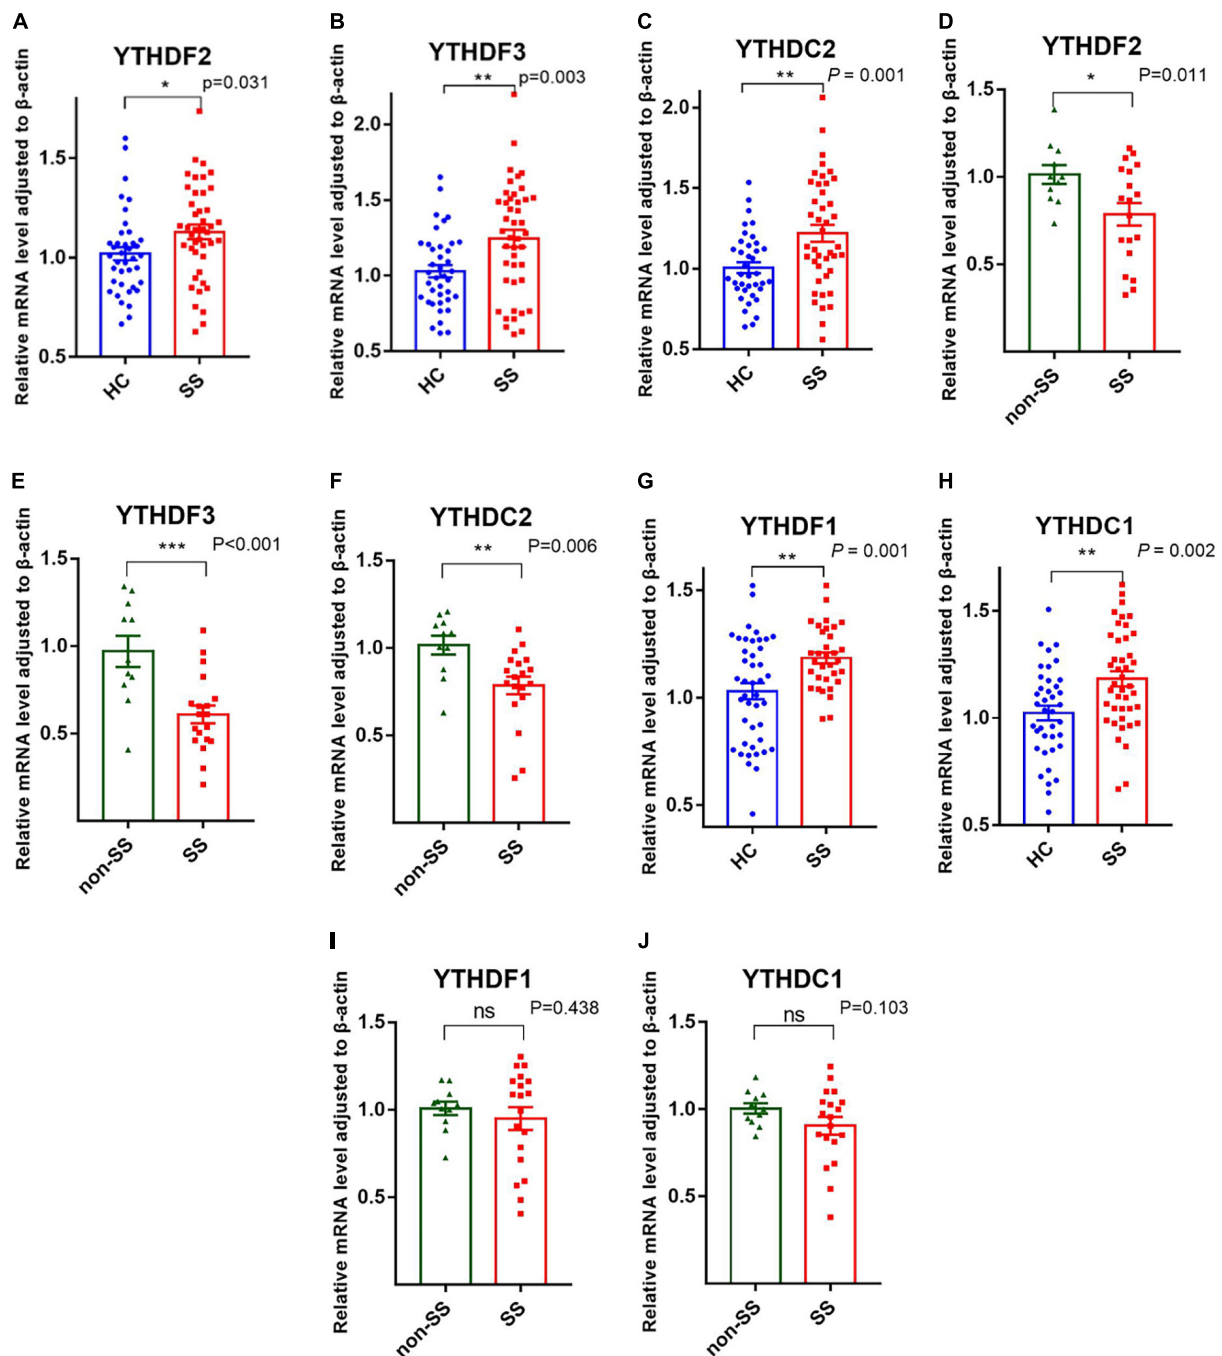 A
YTHDF2
* p=0.031
Relative mRNA level adjusted to β-actin
1.5
1.0
0.5
HC
SS
B
YTHDF3
** p=0.003
Relative mRNA level adjusted to β-actin
2.0
1.5
1.0
0.5
HC
SS
C
YTHDC2
** P = 0.001
Relative mRNA level adjusted to β-actin
2.0
1.5
1.0
0.5
HC
SS
D
YTHDF2
* P=0.011
Relative mRNA level adjusted to β-actin
1.5
1.0
0.5
non-SS
SS
E
YTHDF3
*** P<0.001
Relative mRNA level adjusted to β-actin
1.5
1.0
0.5
non-SS
SS
F
YTHDC2
** P=0.006
Relative mRNA level adjusted to β-actin
1.5
1.0
0.5
non-SS
SS
G
YTHDF1
** P = 0.001
Relative mRNA level adjusted to β-actin
1.5
1.0
0.5
HC
SS
H
YTHDC1
** P = 0.002
Relative mRNA level adjusted to β-actin
1.5
1.0
0.5
HC
SS
I
YTHDF1
ns P=0.438
Relative mRNA level adjusted to β-actin
1.5
1.0
0.5
non-SS
SS
J
YTHDC1
ns P=0.103
Relative mRNA level adjusted to β-actin
1.5
1.0
0.5
non-SS
SS